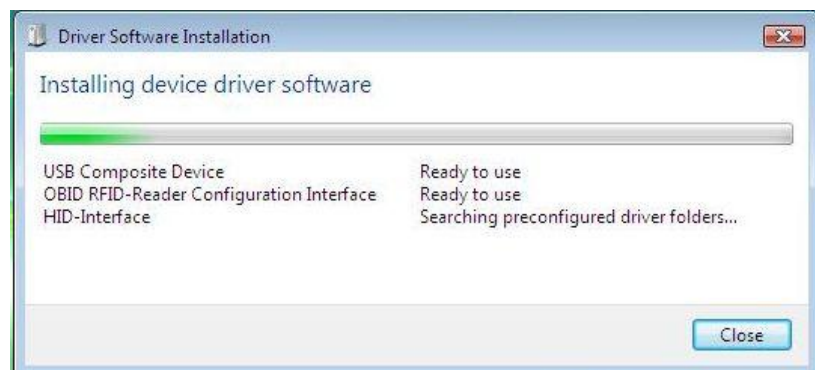 Driver Software Installation
Installing device driver software
USB Composite Device Ready to use
OBID RFID-Reader Configuration Interface Ready to use
HID-Interface Searching preconfigured driver folders...
Close